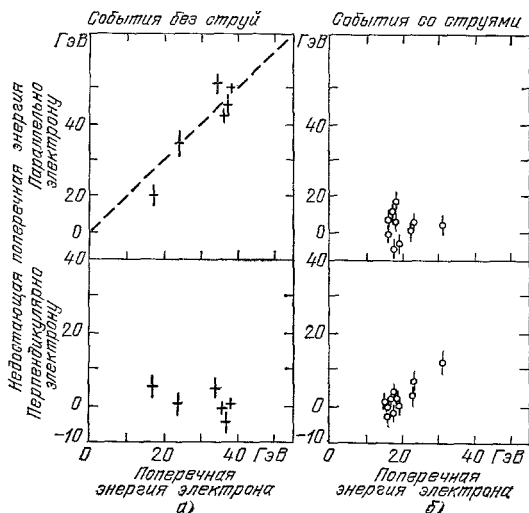 События без струй
События со струями
ГэВ
ГэВ
Недостающая поперечная энергия
Параллельно
электрону
Перпендикулярно
электрону
40
20
0
40
20
0
-10
40
20
0
40
20
0
-10
0
20
40 ГэВ
0
20
40 ГэВ
Поперечная
энергия электрона
а)
Поперечная
энергия электрона
б)